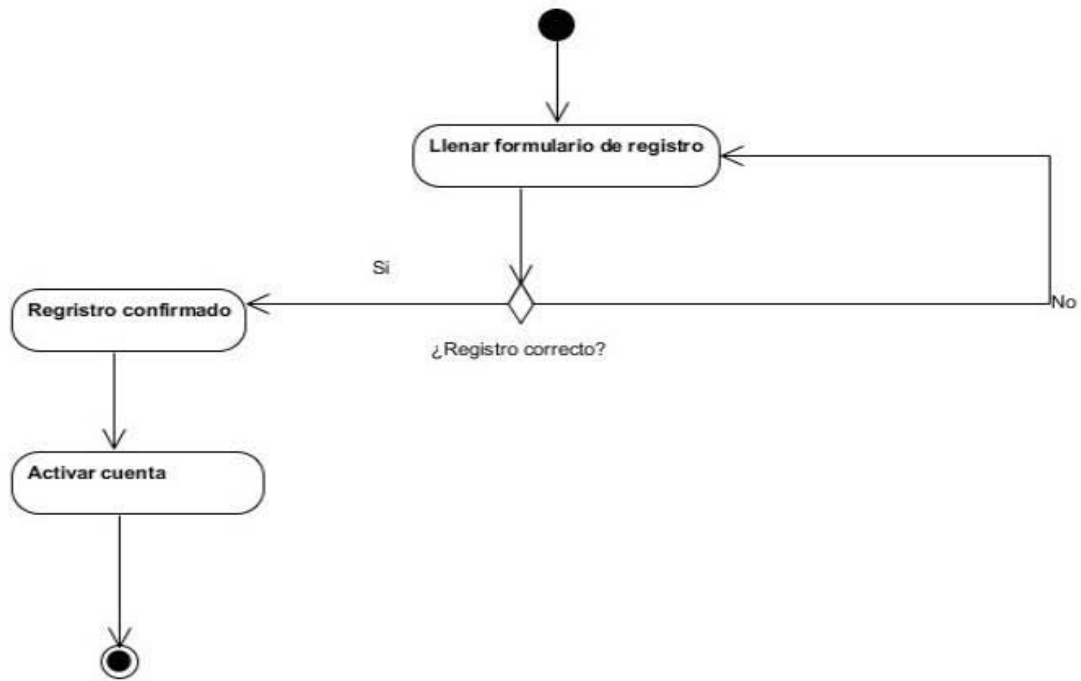 Llenar formulario de registro
Si
No
Regristro confirmado
¿Registro correcto?
Activar cuenta